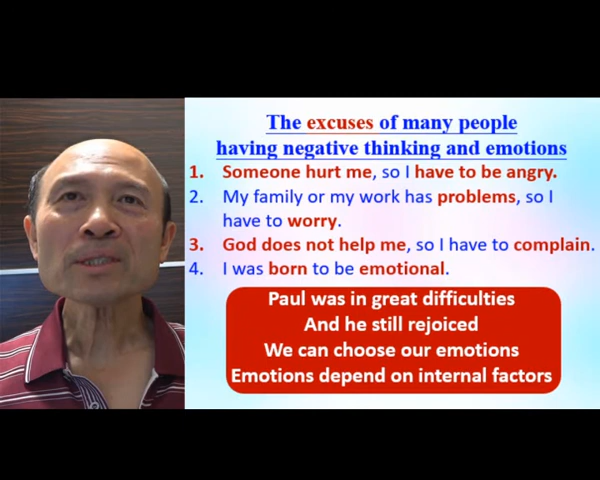 The excuses of many people
having negative thinking and emotions
1. Someone hurt me, so I have to be angry.
2. My family or my work has problems, so I
have to worry.
3. God does not help me, so I have to complain.
4. I was born to be emotional.
Paul was in great difficulties
And he still rejoiced
We can choose our emotions
Emotions depend on internal factors